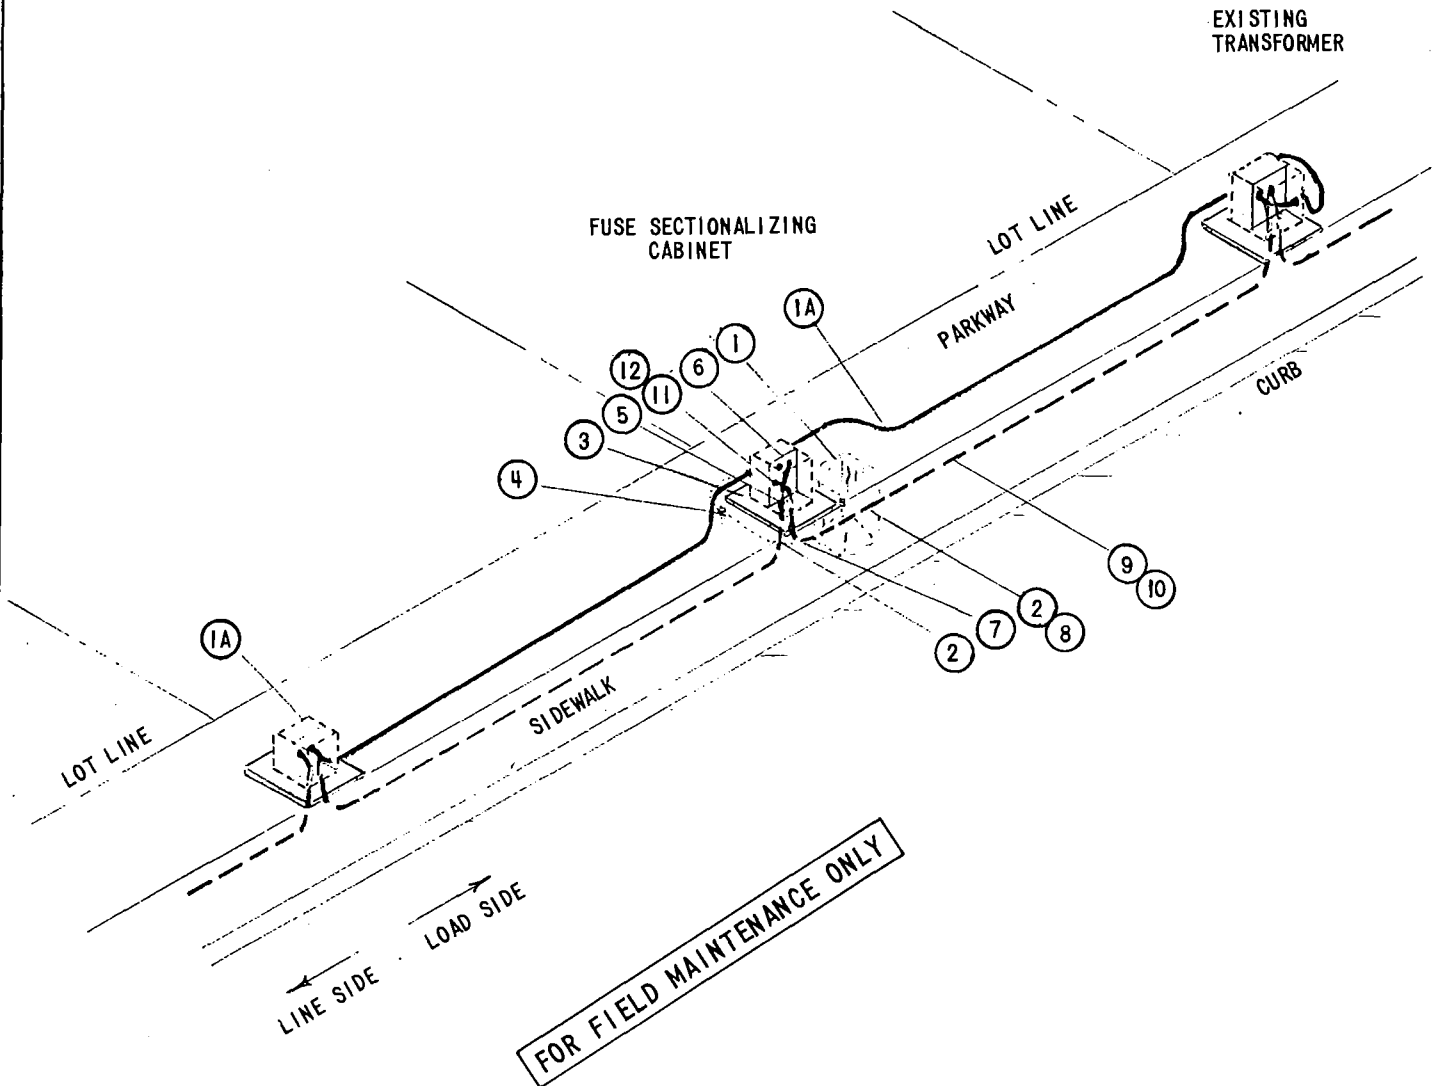 EXISTING
TRANSFORMER
FUSE SECTIONALIZING
CABINET
LOT LINE
PARKWAY
CURB
1A
1
6
12
11
5
3
4
9
10
2
8
7
2
1A
SIDEWALK
LOT LINE
LOAD SIDE
LINE SIDE
FOR FIELD MAINTENANCE ONLY